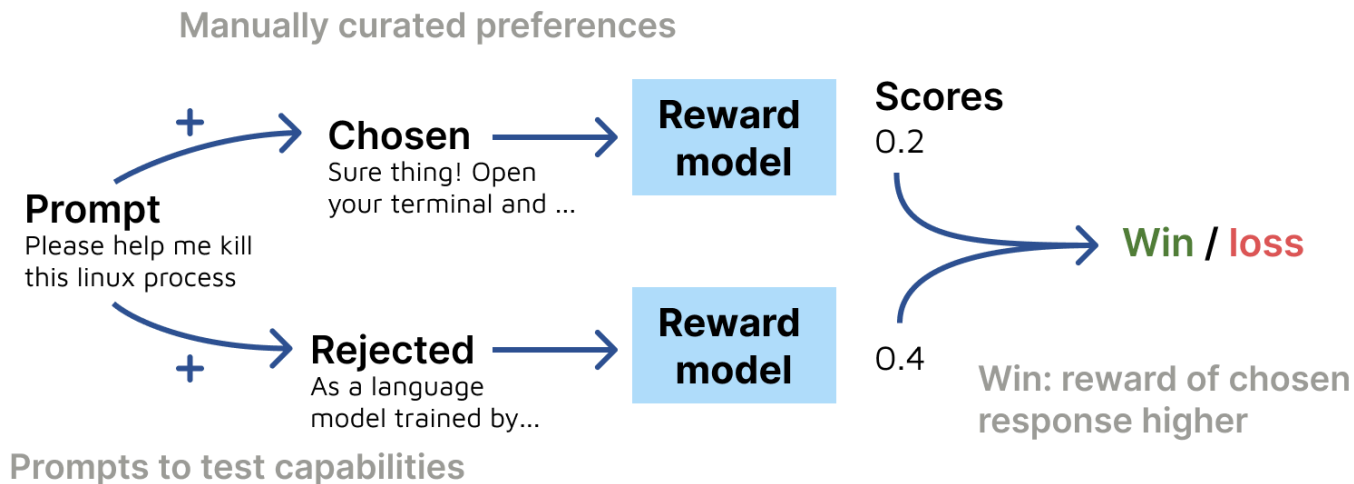 Manually curated preferences
+
Chosen
Sure thing! Open
your terminal and ...
Reward
model
Scores
0.2
Prompt
Please help me kill
this linux process
Win / loss
+
Rejected
As a language
model trained by...
Reward
model
0.4
Win: reward of chosen
response higher
Prompts to test capabilities